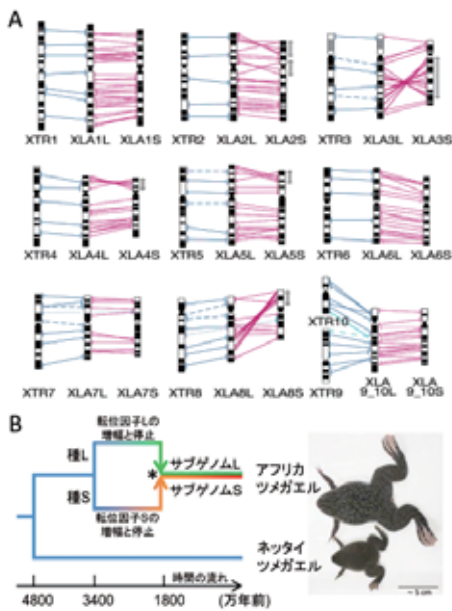 A
XTR1 XLA1L XLA1S
XTR2 XLA2L XLA2S
XTR3 XLA3L XLA3S
XTR4 XLA4L XLA4S
XTR5 XLA5L XLA5S
XTR6 XLA6L XLA6S
XTR7 XLA7L XLA7S
XTR8 XLA8L XLA8S
XTR10
XTR9 XLA 9_10L XLA 9_10S
B
転位因子Lの
増幅と停止
種L
サブゲノムL
*
サブゲノムS
種S
転位因子Sの
増幅と停止
アフリカ
ツメガエル
ネッタイ
ツメガエル
時間の流れ
4800 3400 1800 (万年前)
5 cm